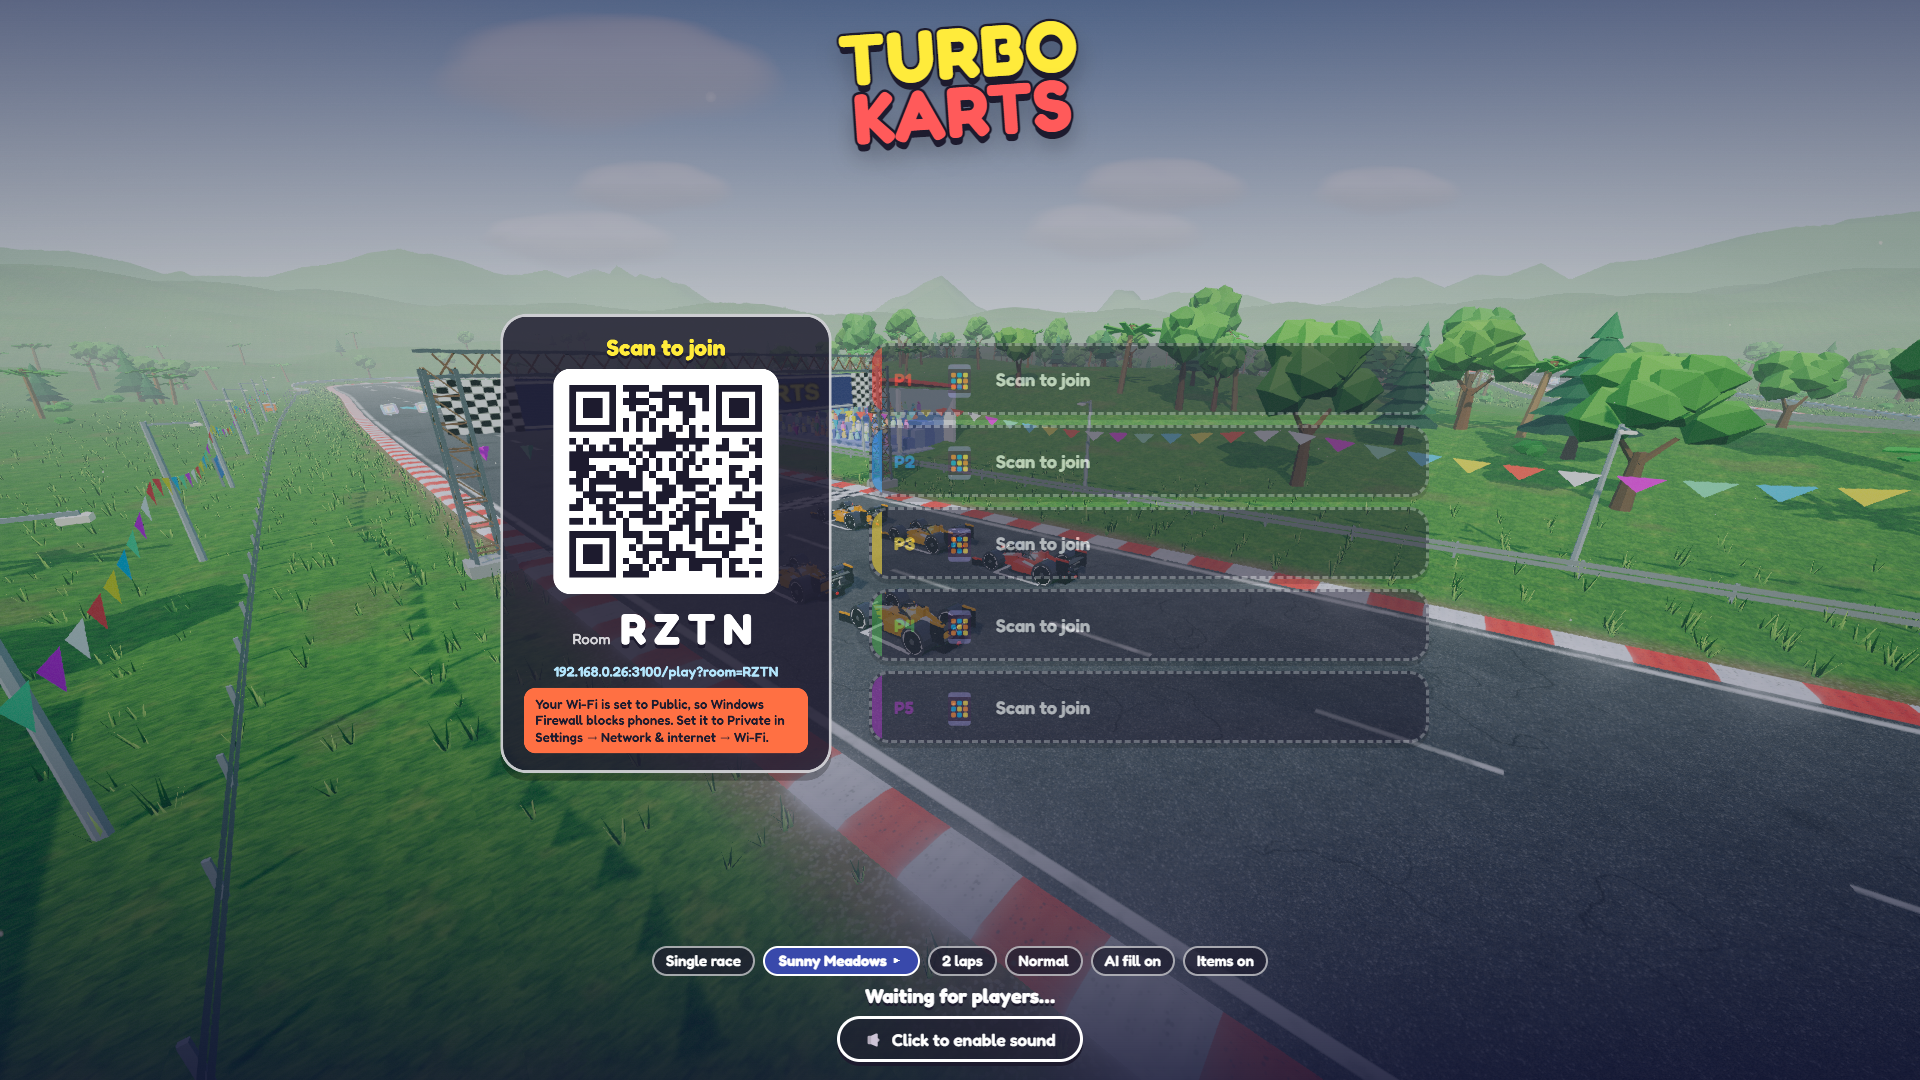 TURBO
KARTS
Scan to join
Room RZTN
192.168.0.26:3100/play?room=RZTN
Your Wi-Fi is set to Public, so Windows
Firewall blocks phones. Set it to Private in
Settings → Network & internet → Wi-Fi.
RTS
P1 Scan to join
P2 Scan to join
P3 Scan to join
P4 Scan to join
P5 Scan to join
Single race
Sunny Meadows ▸
2 laps
Normal
AI fill on
Items on
Waiting for players...
Click to enable sound